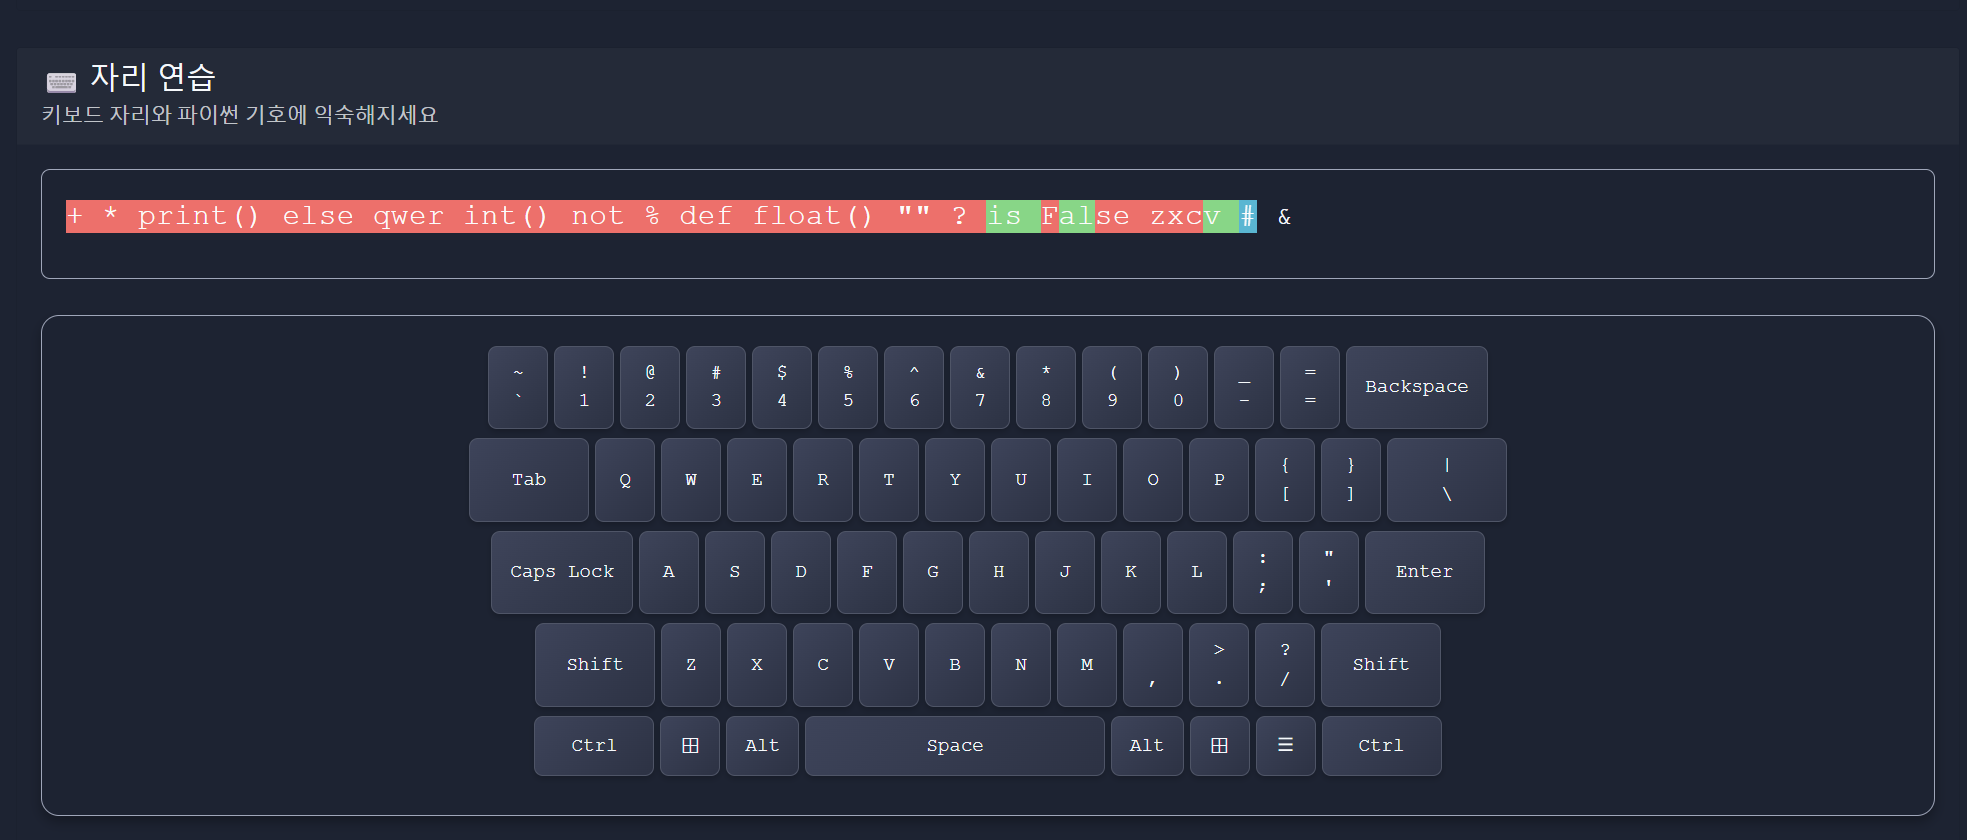 자리 연습
키보드 자리와 파이썬 기호에 익숙해지세요
+ * print() else qwer int() not % def float() "" ? is False zxcv # &
~ ! @ # $ % ^ & * ( ) _ =
` 1 2 3 4 5 6 7 8 9 0 - = Backspace
{ } |
Tab Q W E R T Y U I O P [ ] \
: "
Caps Lock A S D F G H J K L ; ' Enter
> ?
Shift Z X C V B N M , . / Shift
Ctrl Alt Space Alt Ctrl